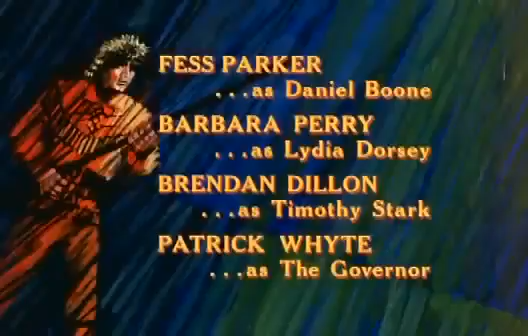 FESS PARKER
...as Daniel Boone
BARBARA PERRY
...as Lydia Dorsey
BRENDAN DILLON
...as Timothy Stark
PATRICK WHYTE
...as The Governor